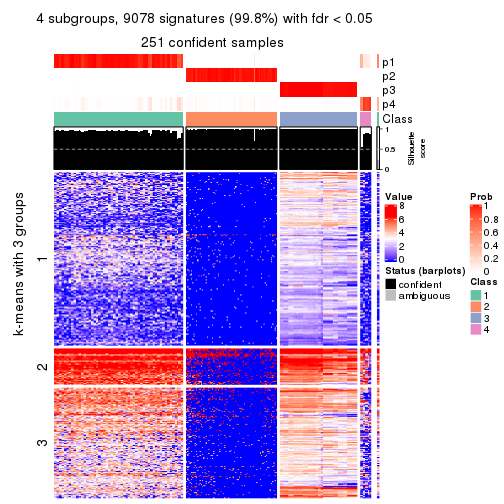 4 subgroups, 9078 signatures (99.8%) with fdr < 0.05
251 confident samples
p1
p2
p3
p4
Class
1
0.5
0
Silhouette
score
k-means with 3 groups
1
2
3
Value
8
6
4
2
0
Status (barplots)
confident
ambiguous
Prob
1
0.8
0.6
0.4
0.2
0
Class
1
2
3
4